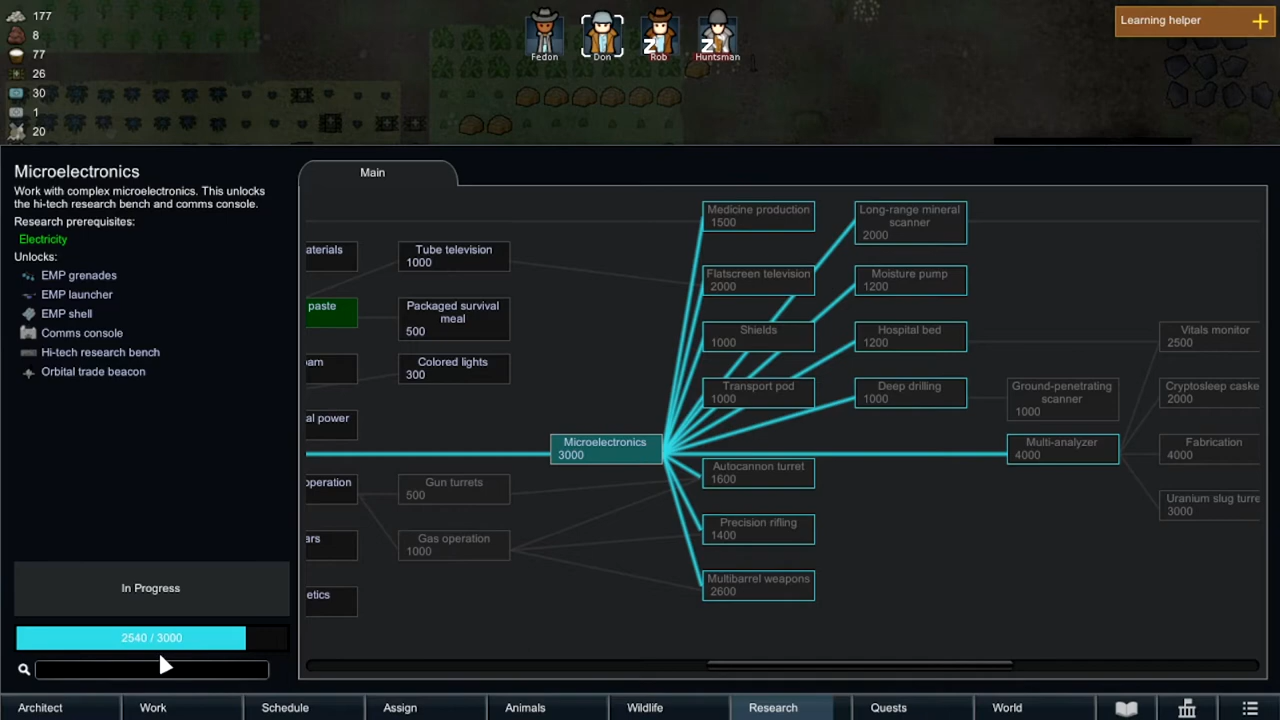 177
8
77
26
30
1
20
Fedon
Don
Rob
Huntsman
Z
Z
Learning helper
Microelectronics
Work with complex microelectronics. This unlocks
the hi-tech research bench and comms console.
Research prerequisites:
Electricity
Unlocks:
EMP grenades
EMP launcher
EMP shell
Comms console
Hi-tech research bench
Orbital trade beacon
In Progress
2540 / 3000
Main
aterials
paste
oam
al power
operation
ars
etics
Tube television
1000
Packaged survival
meal
500
Colored lights
300
Gun turrets
500
Gas operation
1000
Microelectronics
3000
Medicine production
1500
Flatscreen television
2000
Shields
1000
Transport pod
1000
Autocannon turret
1600
Precision rifling
1400
Multibarrel weapons
2600
Long-range mineral
scanner
2000
Moisture pump
1200
Hospital bed
1200
Deep drilling
1000
Ground-penetrating
scanner
1000
Multi-analyzer
4000
Vitals monitor
2500
Cryptosleep caske
2000
Fabrication
4000
Uranium slug turre
3000
Architect
Work
Schedule
Assign
Animals
Wildlife
Research
Quests
World